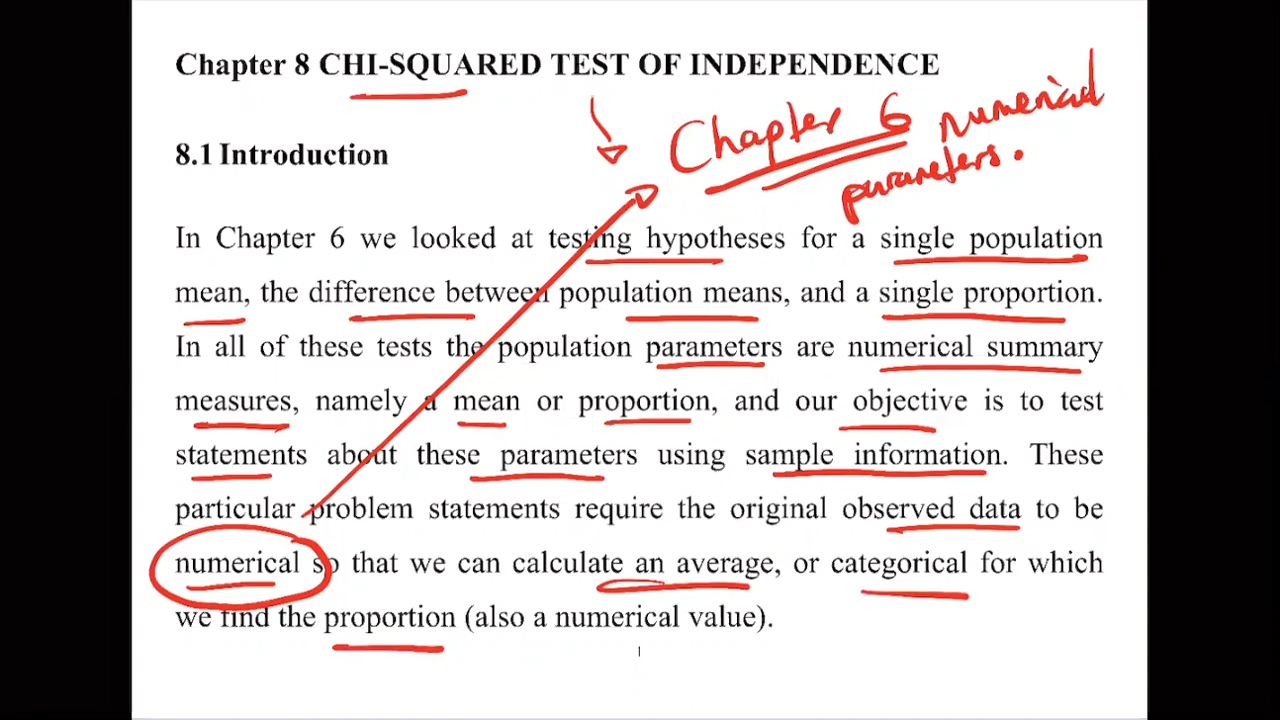 Chapter 8 CHI-SQUARED TEST OF INDEPENDENCE
Chapter 6 numerical
parameters.
8.1 Introduction
In Chapter 6 we looked at testing hypotheses for a single population
mean, the difference between population means, and a single proportion.
In all of these tests the population parameters are numerical summary
measures, namely a mean or proportion, and our objective is to test
statements about these parameters using sample information. These
particular problem statements require the original observed data to be
numerical so that we can calculate an average, or categorical for which
we find the proportion (also a numerical value).
1